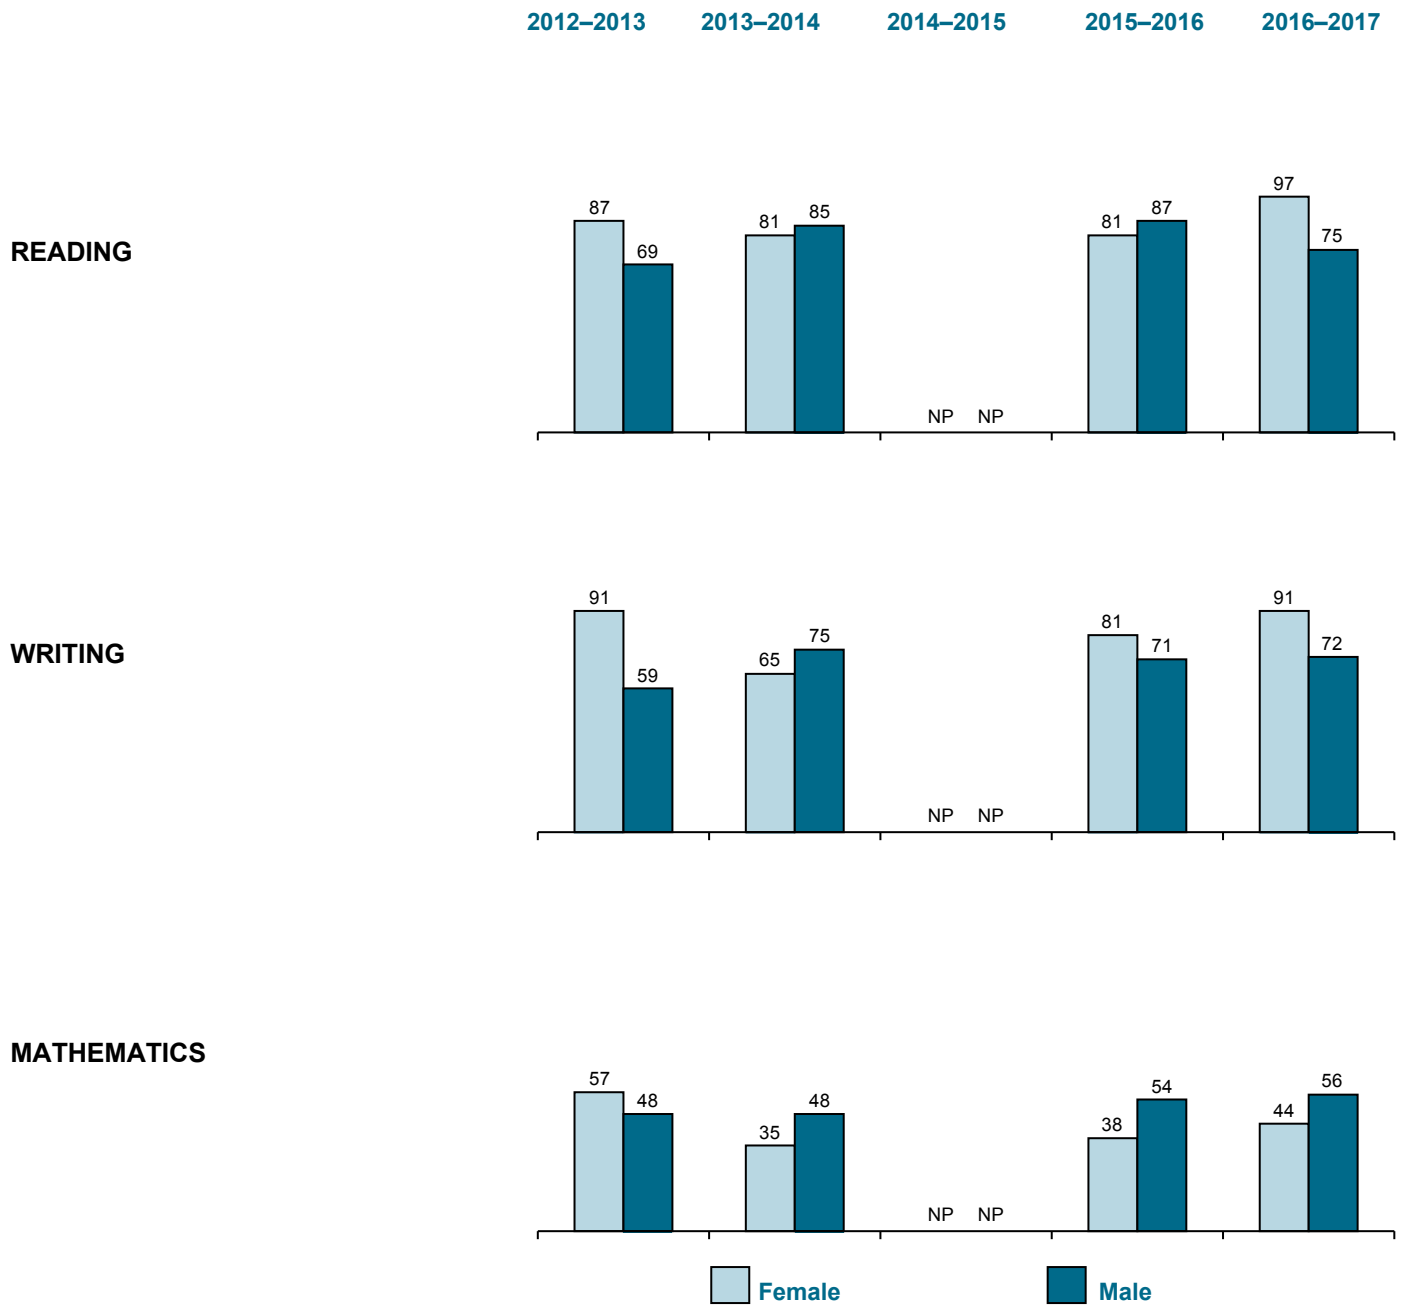 2012–2013 2013–2014 2014–2015 2015–2016 2016–2017
READING
87 69 81 85 NP NP 81 87 97 75
WRITING
91 59 65 75 NP NP 81 71 91 72
MATHEMATICS
57 48 35 48 NP NP 38 54 44 56
Female Male